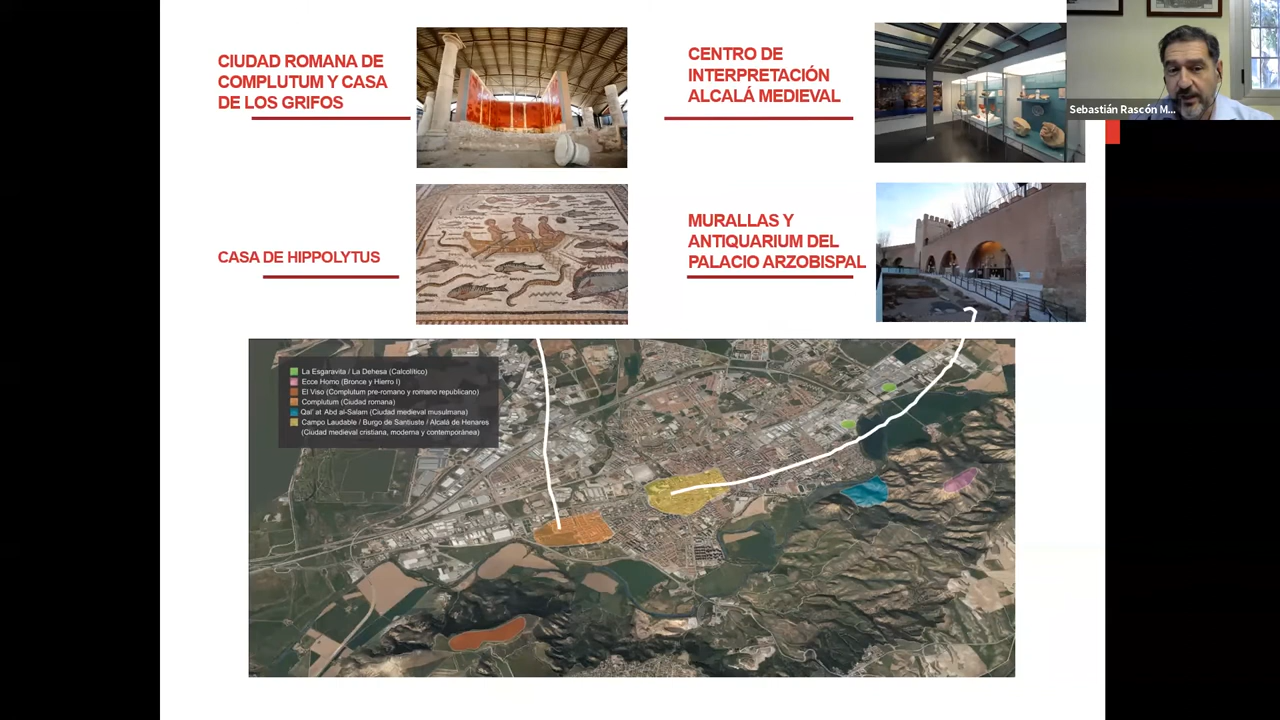 CIUDAD ROMANA DE
COMPLUTUM Y CASA
DE LOS GRIFOS
CENTRO DE
INTERPRETACIÓN
ALCALÁ MEDIEVAL
Sebastián Rascón M...
CASA DE HIPPOLYTUS
MURALLAS Y
ANTIQUARIUM DEL
PALACIO ARZOBISPAL
La Esgaravita / La Dehesa (Calcolítico)
Ecce Homo (Bronce y Hierro I)
El Viso (Complutum pre-romano y romano republicano)
Complutum (Ciudad romana)
Qal' at Abd al-Salam (Ciudad medieval musulmana)
Campo Laudable / Burgo de Santiuste / Alcalá de Henares
(Ciudad medieval cristiana, moderna y contemporánea)